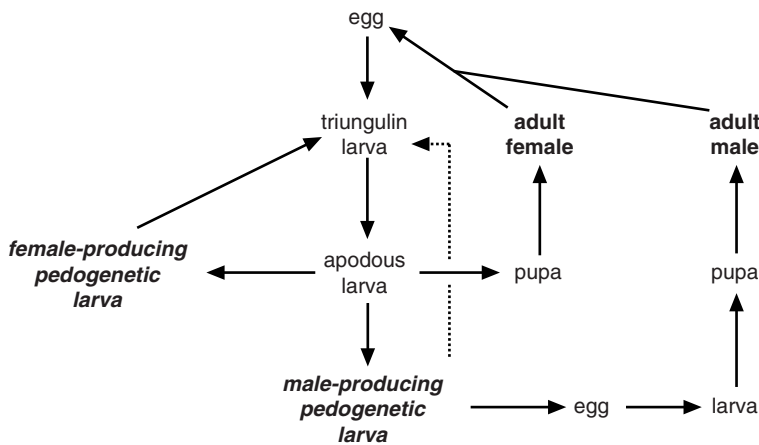 egg
triungulin
larva
adult
female
adult
male
female-producing
pedogenetic
larva
apodous
larva
pupa
pupa
male-producing
pedogenetic
larva
egg
larva